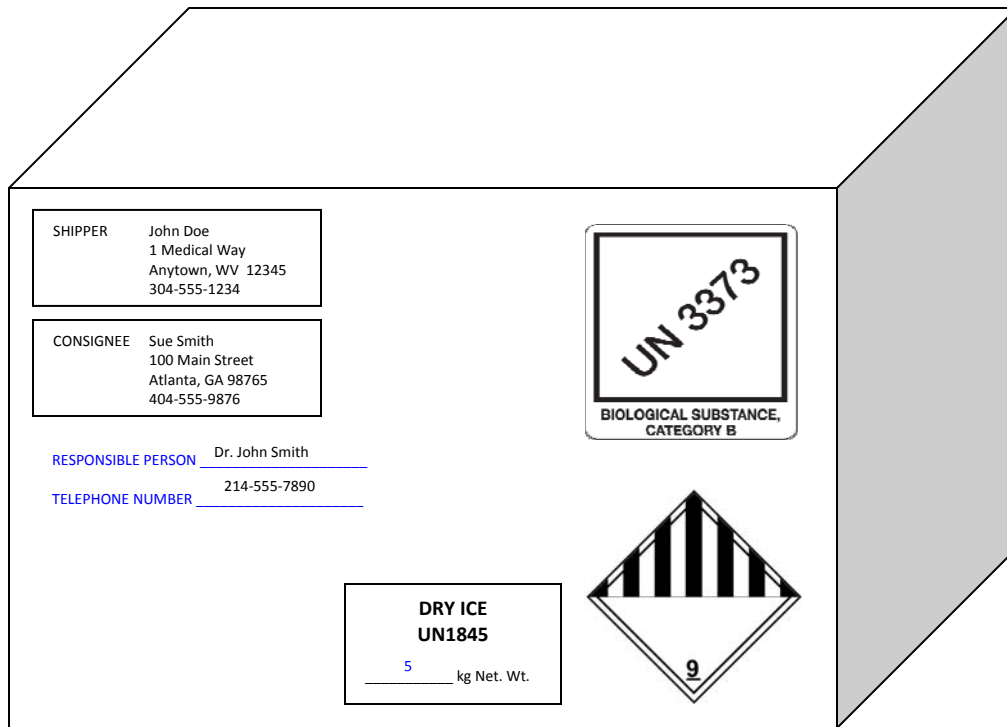 SHIPPER John Doe
1 Medical Way
Anytown, WV 12345
304-555-1234
CONSIGNEE Sue Smith
100 Main Street
Atlanta, GA 98765
404-555-9876
RESPONSIBLE PERSON Dr. John Smith
TELEPHONE NUMBER 214-555-7890
UN 3373
BIOLOGICAL SUBSTANCE,
CATEGORY B
DRY ICE
UN1845
5 kg Net. Wt.
9